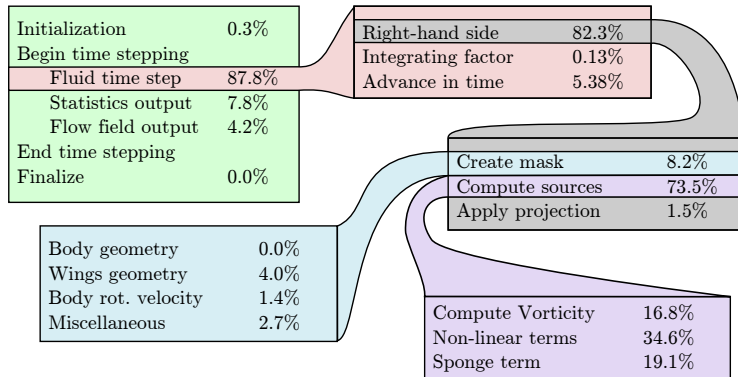 Initialization 0.3%
Begin time stepping
Fluid time step 87.8%
Statistics output 7.8%
Flow field output 4.2%
End time stepping
Finalize 0.0%
Right-hand side 82.3%
Integrating factor 0.13%
Advance in time 5.38%
Create mask 8.2%
Compute sources 73.5%
Apply projection 1.5%
Body geometry 0.0%
Wings geometry 4.0%
Body rot. velocity 1.4%
Miscellaneous 2.7%
Compute Vorticity 16.8%
Non-linear terms 34.6%
Sponge term 19.1%